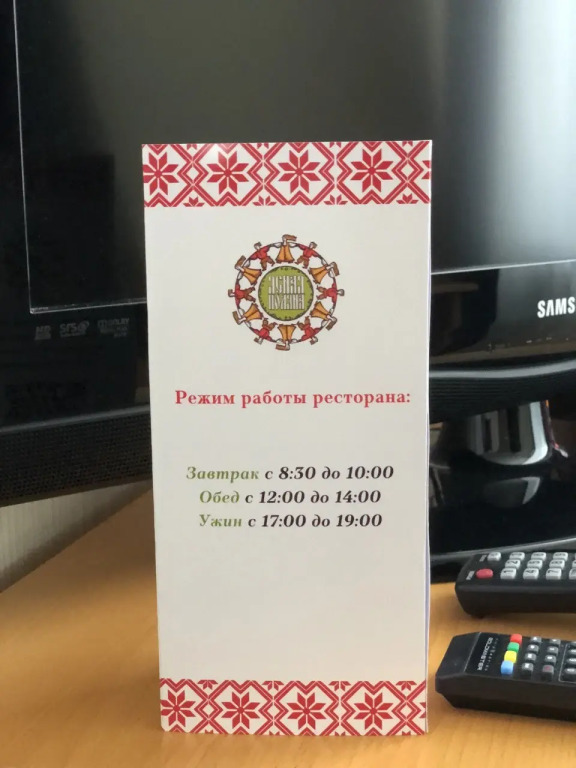 SAMS
Режим работы ресторана:
Завтрак с 8:30 до 10:00
Обед с 12:00 до 14:00
Ужин с 17:00 до 19:00